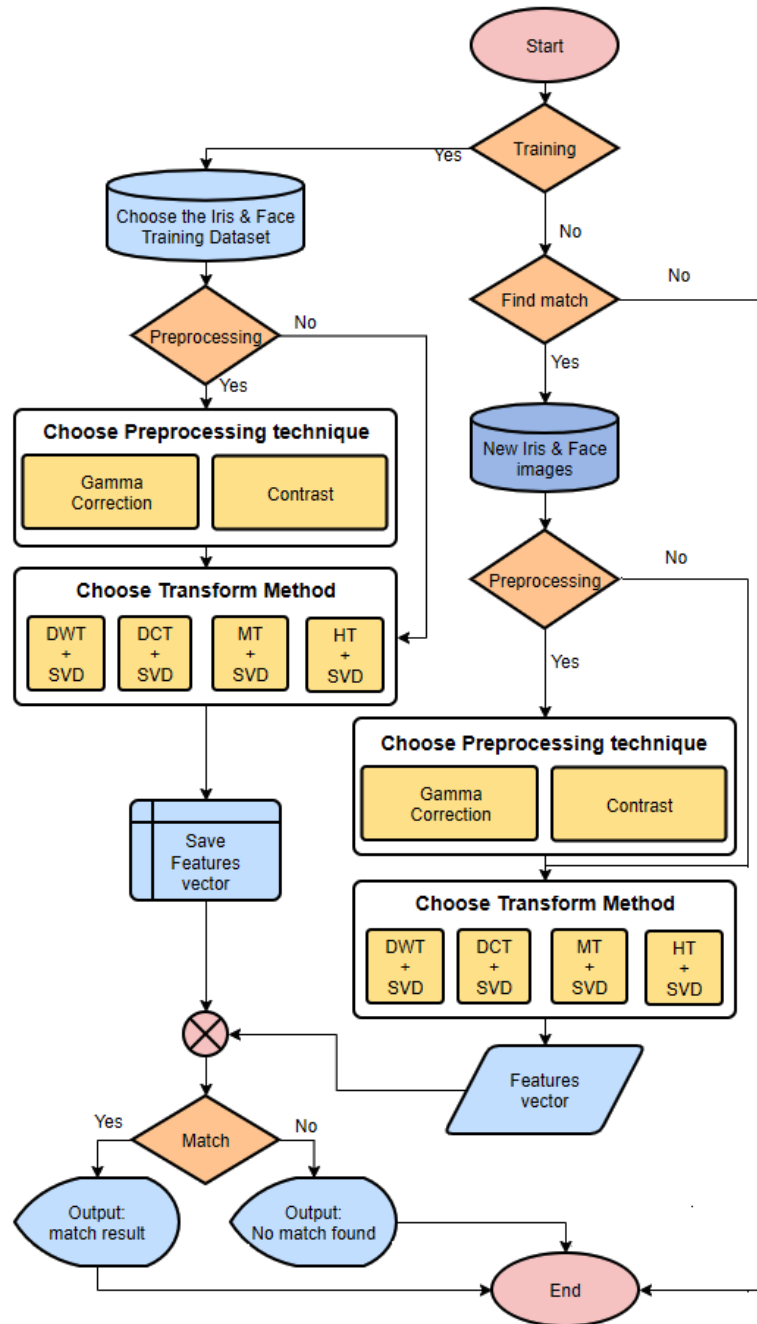 Start
Training
Yes
No
Choose the Iris & Face
Training Dataset
Preprocessing
No
Yes
Choose Preprocessing technique
Gamma
Correction
Contrast
Choose Transform Method
DWT
+
SVD
DCT
+
SVD
MT
+
SVD
HT
+
SVD
Save
Features
vector
Find match
No
Yes
New Iris & Face
images
Preprocessing
No
Yes
Choose Preprocessing technique
Gamma
Correction
Contrast
Choose Transform Method
DWT
+
SVD
DCT
+
SVD
MT
+
SVD
HT
+
SVD
Features
vector
Match
Yes
No
Output:
match result
Output:
No match found
End